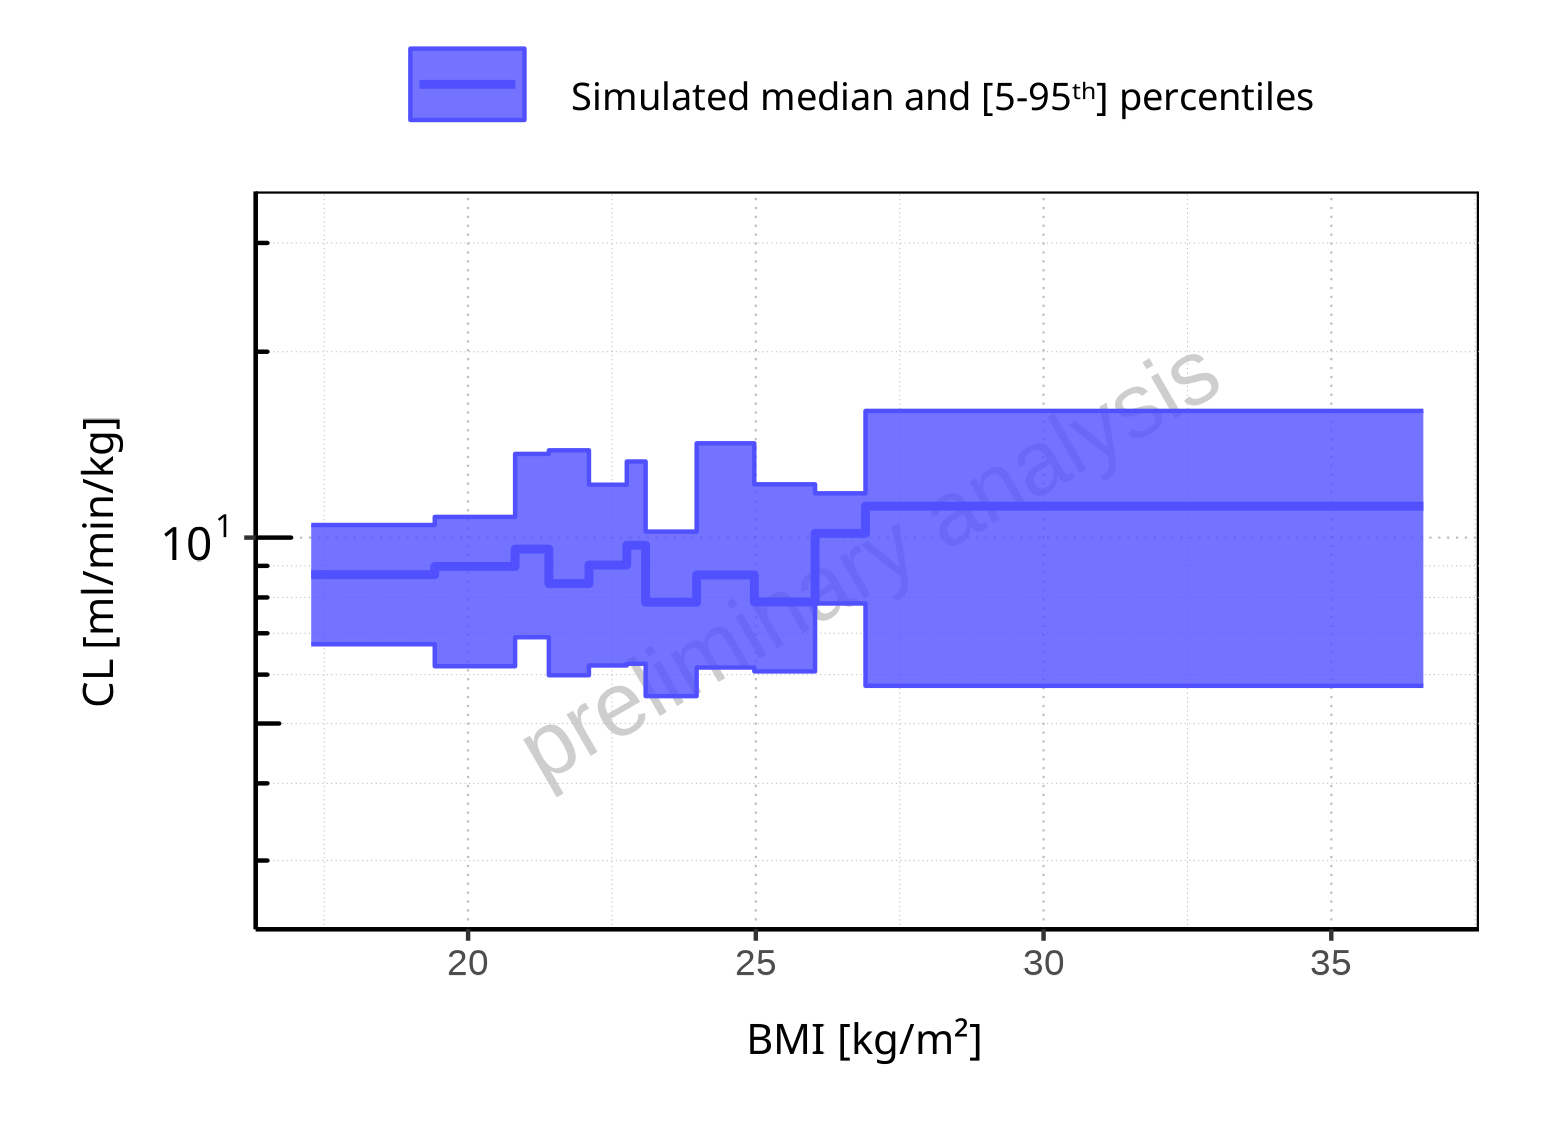 Simulated median and [5-95ᵗʰ] percentiles
CL [ml/min/kg]
10¹
preliminary analysis
20 25 30 35
BMI [kg/m²]